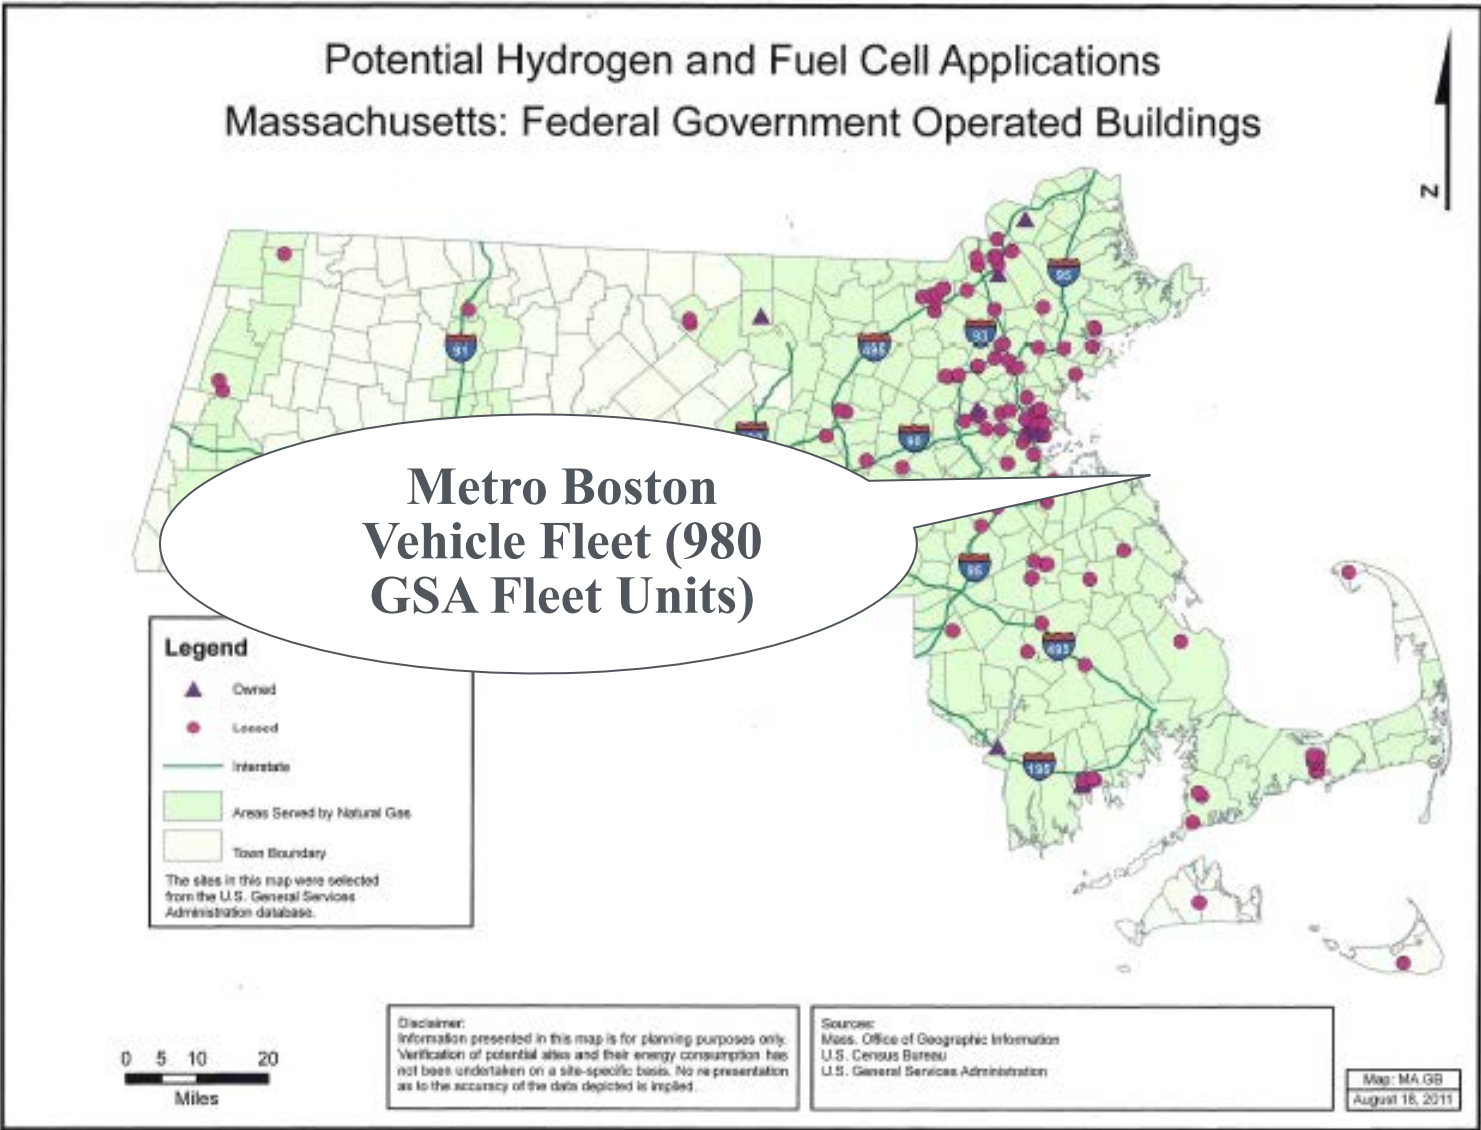 Potential Hydrogen and Fuel Cell Applications
Massachusetts: Federal Government Operated Buildings
N
95
495
93
91
90
Metro Boston
Vehicle Fleet (980
GSA Fleet Units)
95
495
195
Legend
Owned
Leased
Interstate
Areas Served by Natural Gas
Town Boundary
The sites in this map were selected
from the U.S. General Services
Administration database.
0 5 10 20
Miles
Disclaimer:
Information presented in this map is for planning purposes only.
Verification of potential sites and their energy consumption has
not been undertaken on a site-specific basis. No representation
as to the accuracy of the data depicted is implied.
Sources:
Mass. Office of Geographic Information
U.S. Census Bureau
U.S. General Services Administration
Map: MA.GB
August 18, 2011